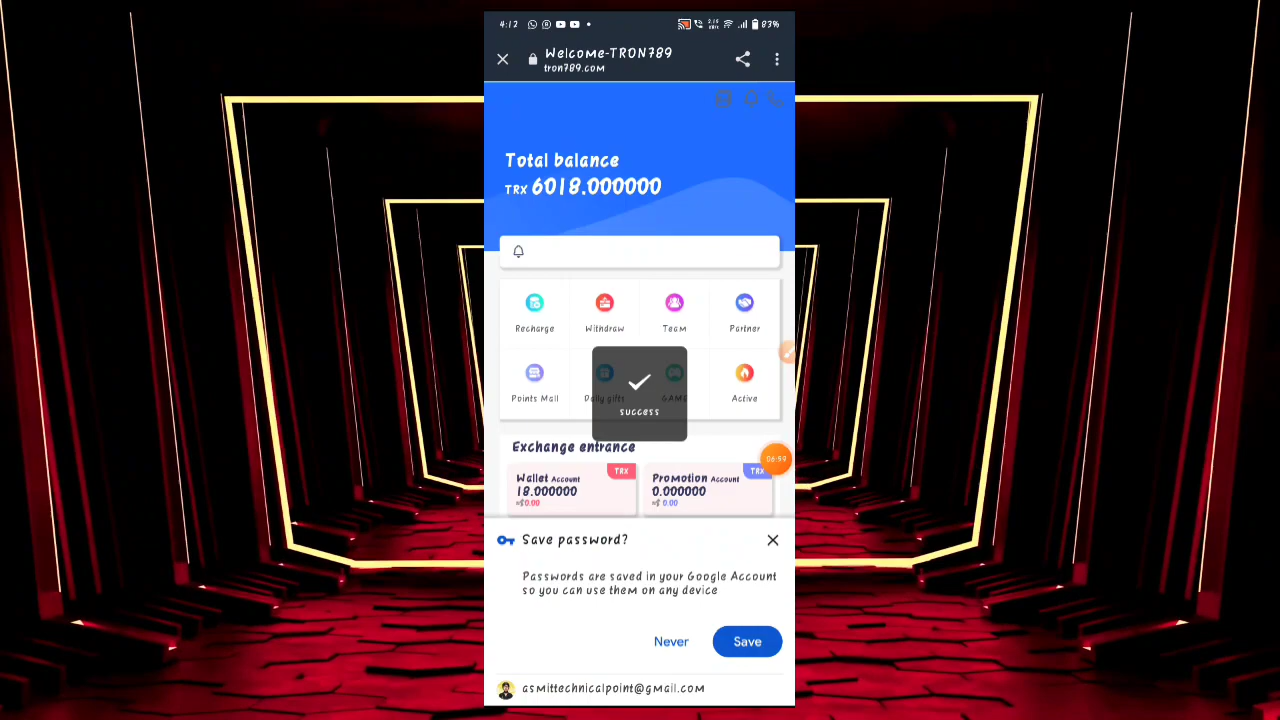 4:12
83%
Welcome-TRON789
tron789.com
Total balance
TRX 6018.000000
Recharge
Withdraw
Team
Partner
Points Mall
Daily gifts
GAME
Active
success
Exchange entrance
TRX
Wallet Account
18.000000
≈$0.00
TRX
Promotion Account
0.000000
≈$ 0.00
06:59
Save password?
Passwords are saved in your Google Account
so you can use them on any device
Never
Save
asmittechnicalpoint@gmail.com